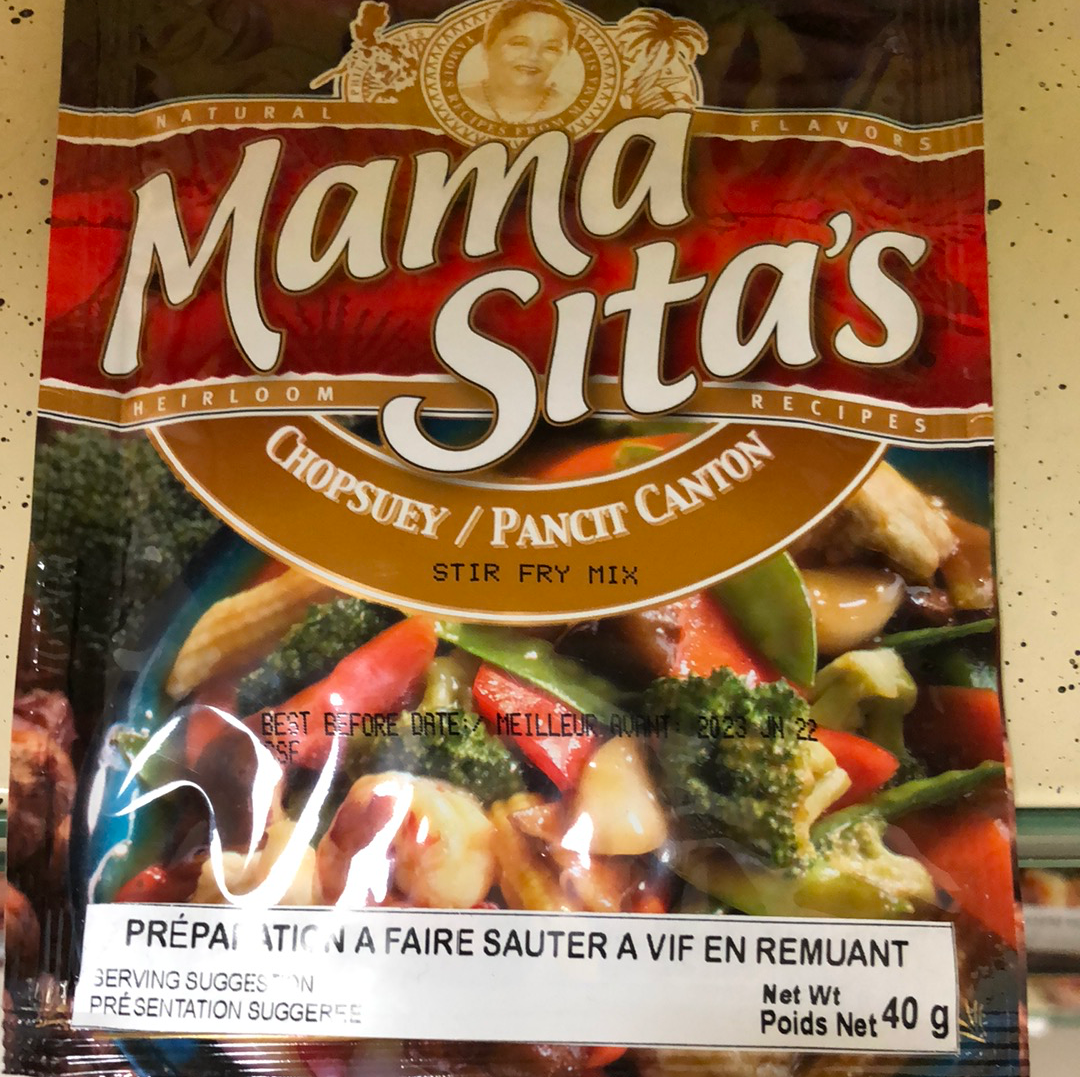 NATURAL FLAVORS
Mama
Sita's
HEIRLOOM RECIPES
CHOPSUEY / PANCIT CANTON
STIR FRY MIX
BEST BEFORE DATE:/ MEILLEUR AVANT: 2023 JN 22
PRÉPARATION A FAIRE SAUTER A VIF EN REMUANT
SERVING SUGGESTION
PRÉSENTATION SUGGEREE
Net Wt
Poids Net 40 g